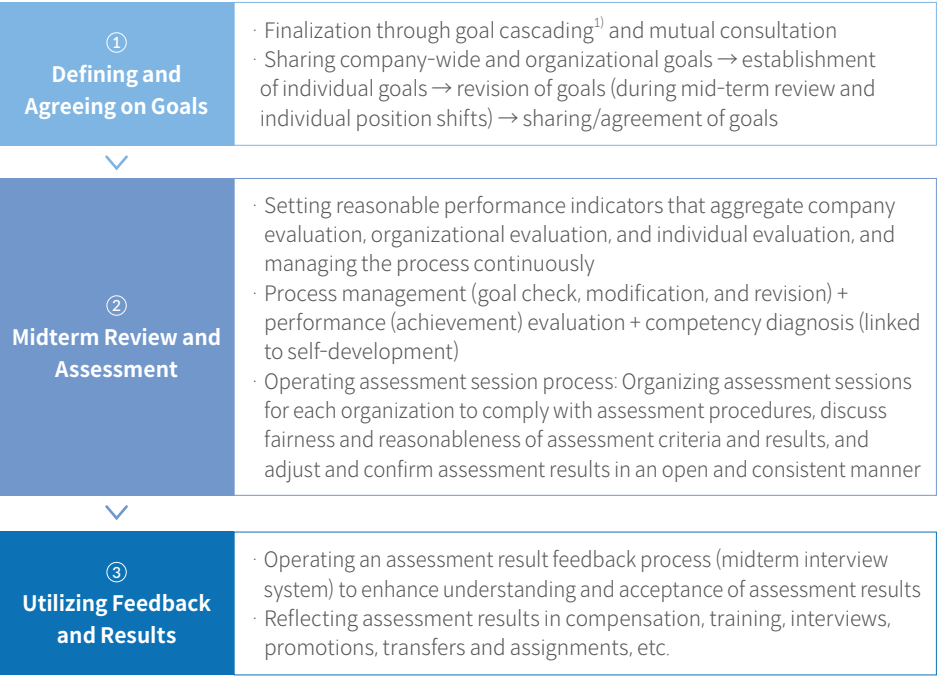 ①
Defining and
Agreeing on Goals
· Finalization through goal cascading1) and mutual consultation
· Sharing company-wide and organizational goals → establishment
of individual goals → revision of goals (during mid-term review and
individual position shifts) → sharing/agreement of goals
②
Midterm Review and
Assessment
· Setting reasonable performance indicators that aggregate company
evaluation, organizational evaluation, and individual evaluation, and
managing the process continuously
· Process management (goal check, modification, and revision) +
performance (achievement) evaluation + competency diagnosis (linked
to self-development)
· Operating assessment session process: Organizing assessment sessions
for each organization to comply with assessment procedures, discuss
fairness and reasonableness of assessment criteria and results, and
adjust and confirm assessment results in an open and consistent manner
③
Utilizing Feedback
and Results
· Operating an assessment result feedback process (midterm interview
system) to enhance understanding and acceptance of assessment results
· Reflecting assessment results in compensation, training, interviews,
promotions, transfers and assignments, etc.